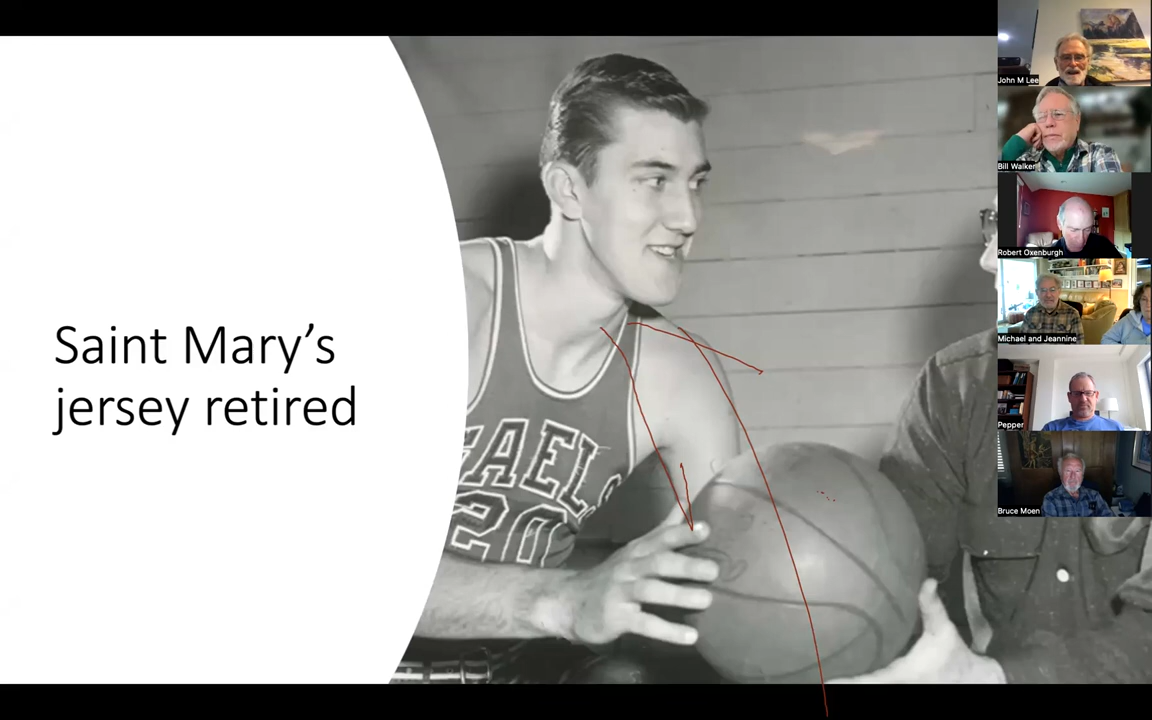 Saint Mary’s
jersey retired
GAELS
20
John M Lee
Bill Walker
Robert Oxenburgh
Michael and Jeannine
Pepper
Bruce Moen